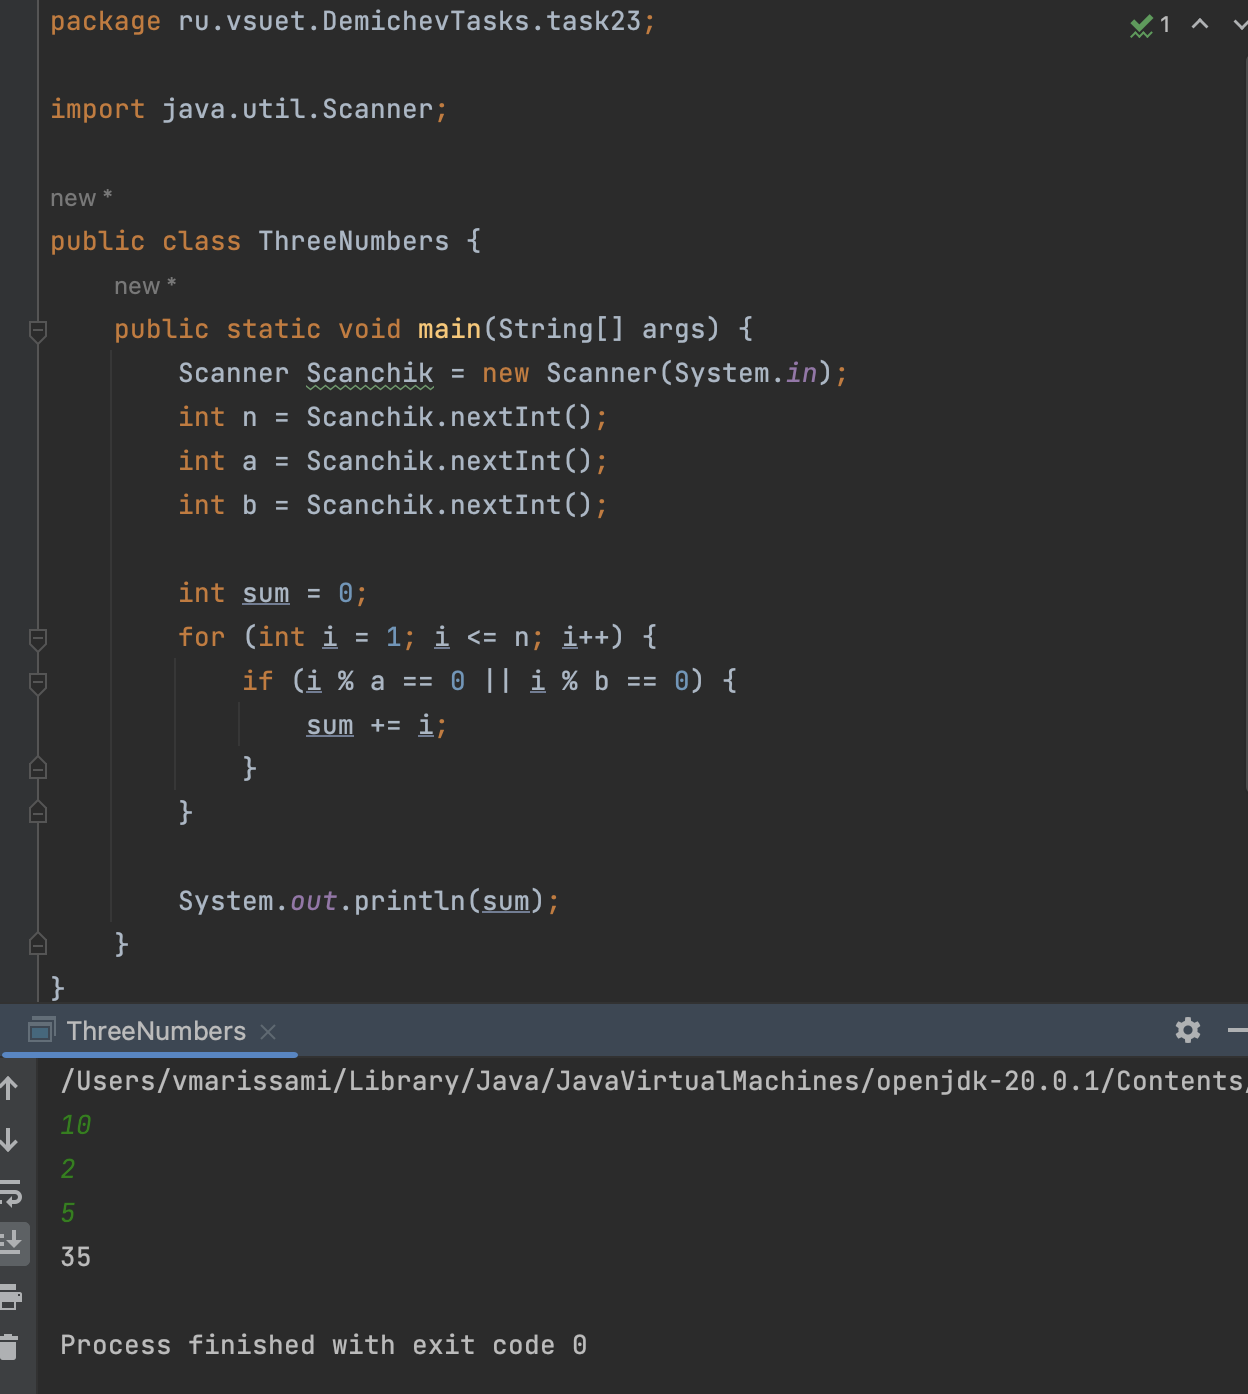 package ru.vsuet.DemichevTasks.task23;
1
import java.util.Scanner;
new *
public class ThreeNumbers {
new *
public static void main(String[] args) {
Scanner Scanchik = new Scanner(System.in);
int n = Scanchik.nextInt();
int a = Scanchik.nextInt();
int b = Scanchik.nextInt();
int sum = 0;
for (int i = 1; i <= n; i++) {
if (i % a == 0 || i % b == 0) {
sum += i;
}
}
System.out.println(sum);
}
}
ThreeNumbers
/Users/vmarissami/Library/Java/JavaVirtualMachines/openjdk-20.0.1/Contents/
10
2
5
35
Process finished with exit code 0